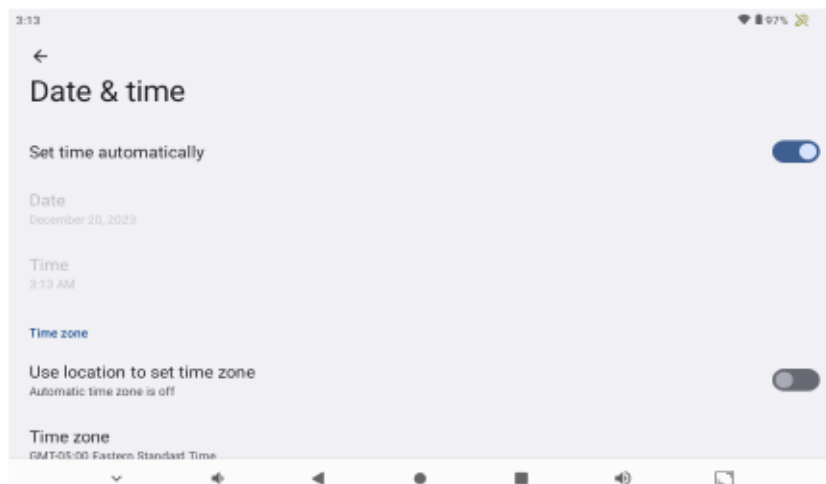 3:13
97%
Date & time
Set time automatically
Date
December 20, 2023
Time
3:13 AM
Time zone
Use location to set time zone
Automatic time zone is off
Time zone
GMT-05:00 Eastern Standard Time